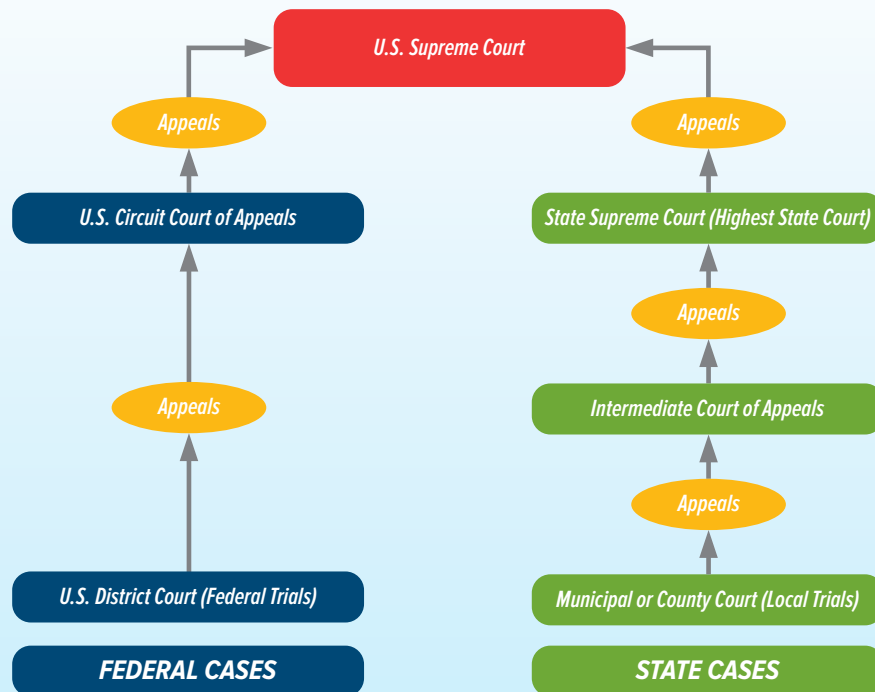 U.S. Supreme Court
Appeals
Appeals
U.S. Circuit Court of Appeals
State Supreme Court (Highest State Court)
Appeals
Appeals
Intermediate Court of Appeals
Appeals
U.S. District Court (Federal Trials)
Municipal or County Court (Local Trials)
FEDERAL CASES
STATE CASES